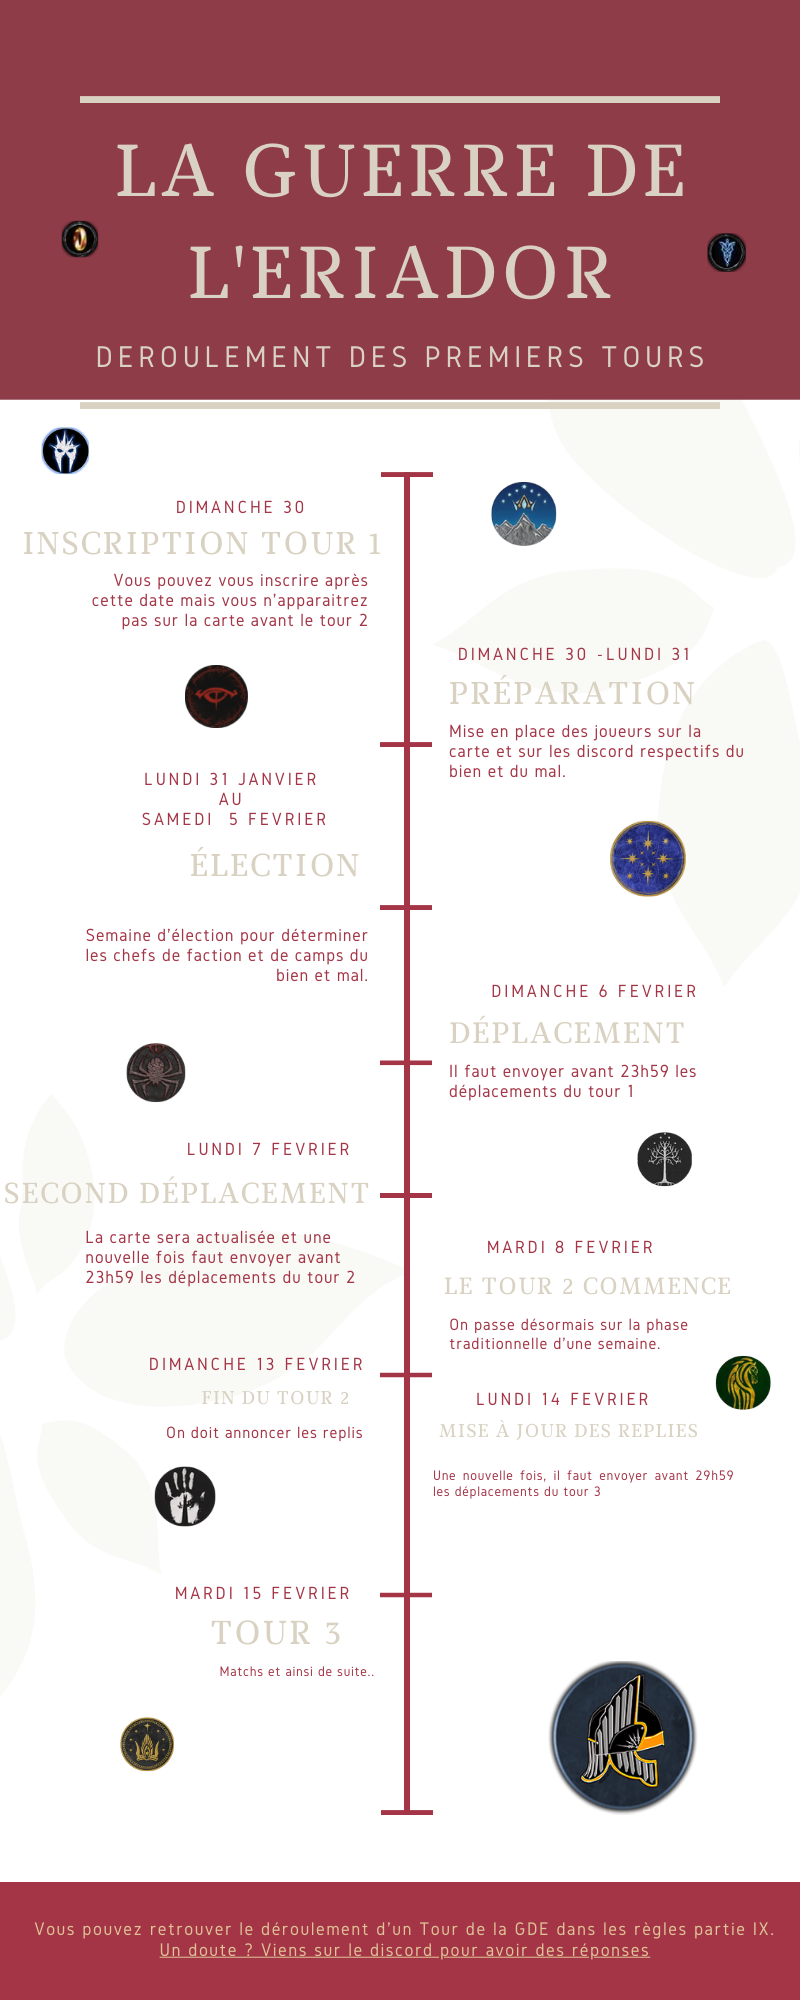 LA GUERRE DE
L'ERIADOR
DEROULEMENT DES PREMIERS TOURS
DIMANCHE 30
INSCRIPTION TOUR 1
Vous pouvez vous inscrire après
cette date mais vous n'apparaitrez
pas sur la carte avant le tour 2
DIMANCHE 30 -LUNDI 31
PRÉPARATION
Mise en place des joueurs sur la
carte et sur les discord respectifs du
bien et du mal.
LUNDI 31 JANVIER
AU
SAMEDI 5 FEVRIER
ÉLECTION
Semaine d'élection pour déterminer
les chefs de faction et de camps du
bien et mal.
DIMANCHE 6 FEVRIER
DÉPLACEMENT
Il faut envoyer avant 23h59 les
déplacements du tour 1
LUNDI 7 FEVRIER
SECOND DÉPLACEMENT
La carte sera actualisée et une
nouvelle fois faut envoyer avant
23h59 les déplacements du tour 2
MARDI 8 FEVRIER
LE TOUR 2 COMMENCE
On passe désormais sur la phase
traditionnelle d'une semaine.
DIMANCHE 13 FEVRIER
FIN DU TOUR 2
On doit annoncer les replis
LUNDI 14 FEVRIER
MISE À JOUR DES REPLIES
Une nouvelle fois, il faut envoyer avant 29h59
les déplacements du tour 3
MARDI 15 FEVRIER
TOUR 3
Matchs et ainsi de suite..
Vous pouvez retrouver le déroulement d'un Tour de la GDE dans les règles partie IX.
Un doute ? Viens sur le discord pour avoir des réponses